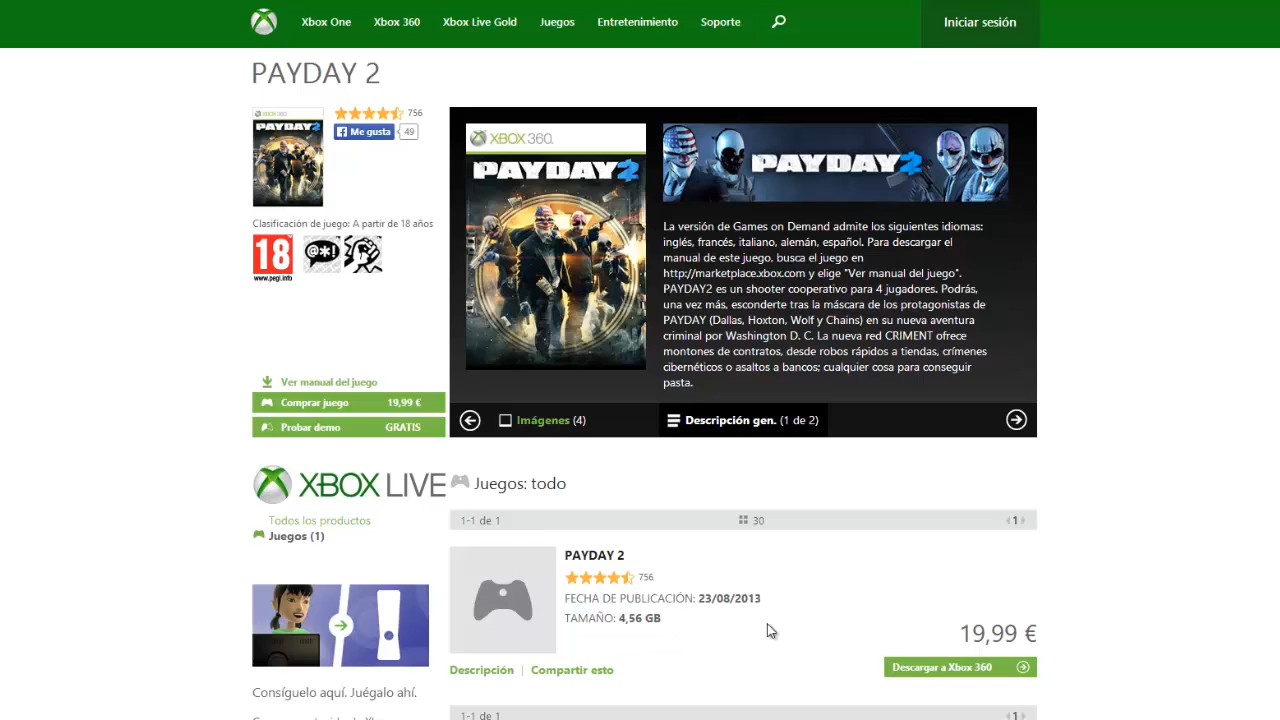 Xbox One Xbox 360 Xbox Live Gold Juegos Entretenimiento Soporte Iniciar sesión
PAYDAY 2
756
Me gusta 49
XBOX 360
PAYDAY 2
Clasificación de juego: A partir de 18 años
18
www.pegi.info
@*!
Ver manual del juego
Comprar juego 19,99 €
Probar demo GRATIS
XBOX 360
PAYDAY 2
PAYDAY 2
La versión de Games on Demand admite los siguientes idiomas:
inglés, francés, italiano, alemán, español. Para descargar el
manual de este juego, busca el juego en
http://marketplace.xbox.com y elige "Ver manual del juego".
PAYDAY2 es un shooter cooperativo para 4 jugadores. Podrás,
una vez más, esconderte tras la máscara de los protagonistas de
PAYDAY (Dallas, Hoxton, Wolf y Chains) en su nueva aventura
criminal por Washington D. C. La nueva red CRIMENT ofrece
montones de contratos, desde robos rápidos a tiendas, crímenes
cibernéticos o asaltos a bancos; cualquier cosa para conseguir
pasta.
Imágenes (4) Descripción gen. (1 de 2)
XBOX LIVE
Todos los productos
Juegos (1)
Consíguelo aquí. Juégalo ahí.
Juegos: todo
1-1 de 1 30 1
PAYDAY 2
756
FECHA DE PUBLICACIÓN: 23/08/2013
TAMAÑO: 4,56 GB
19,99 €
Descripción | Compartir esto
Descargar a Xbox 360
1-1 de 1 1